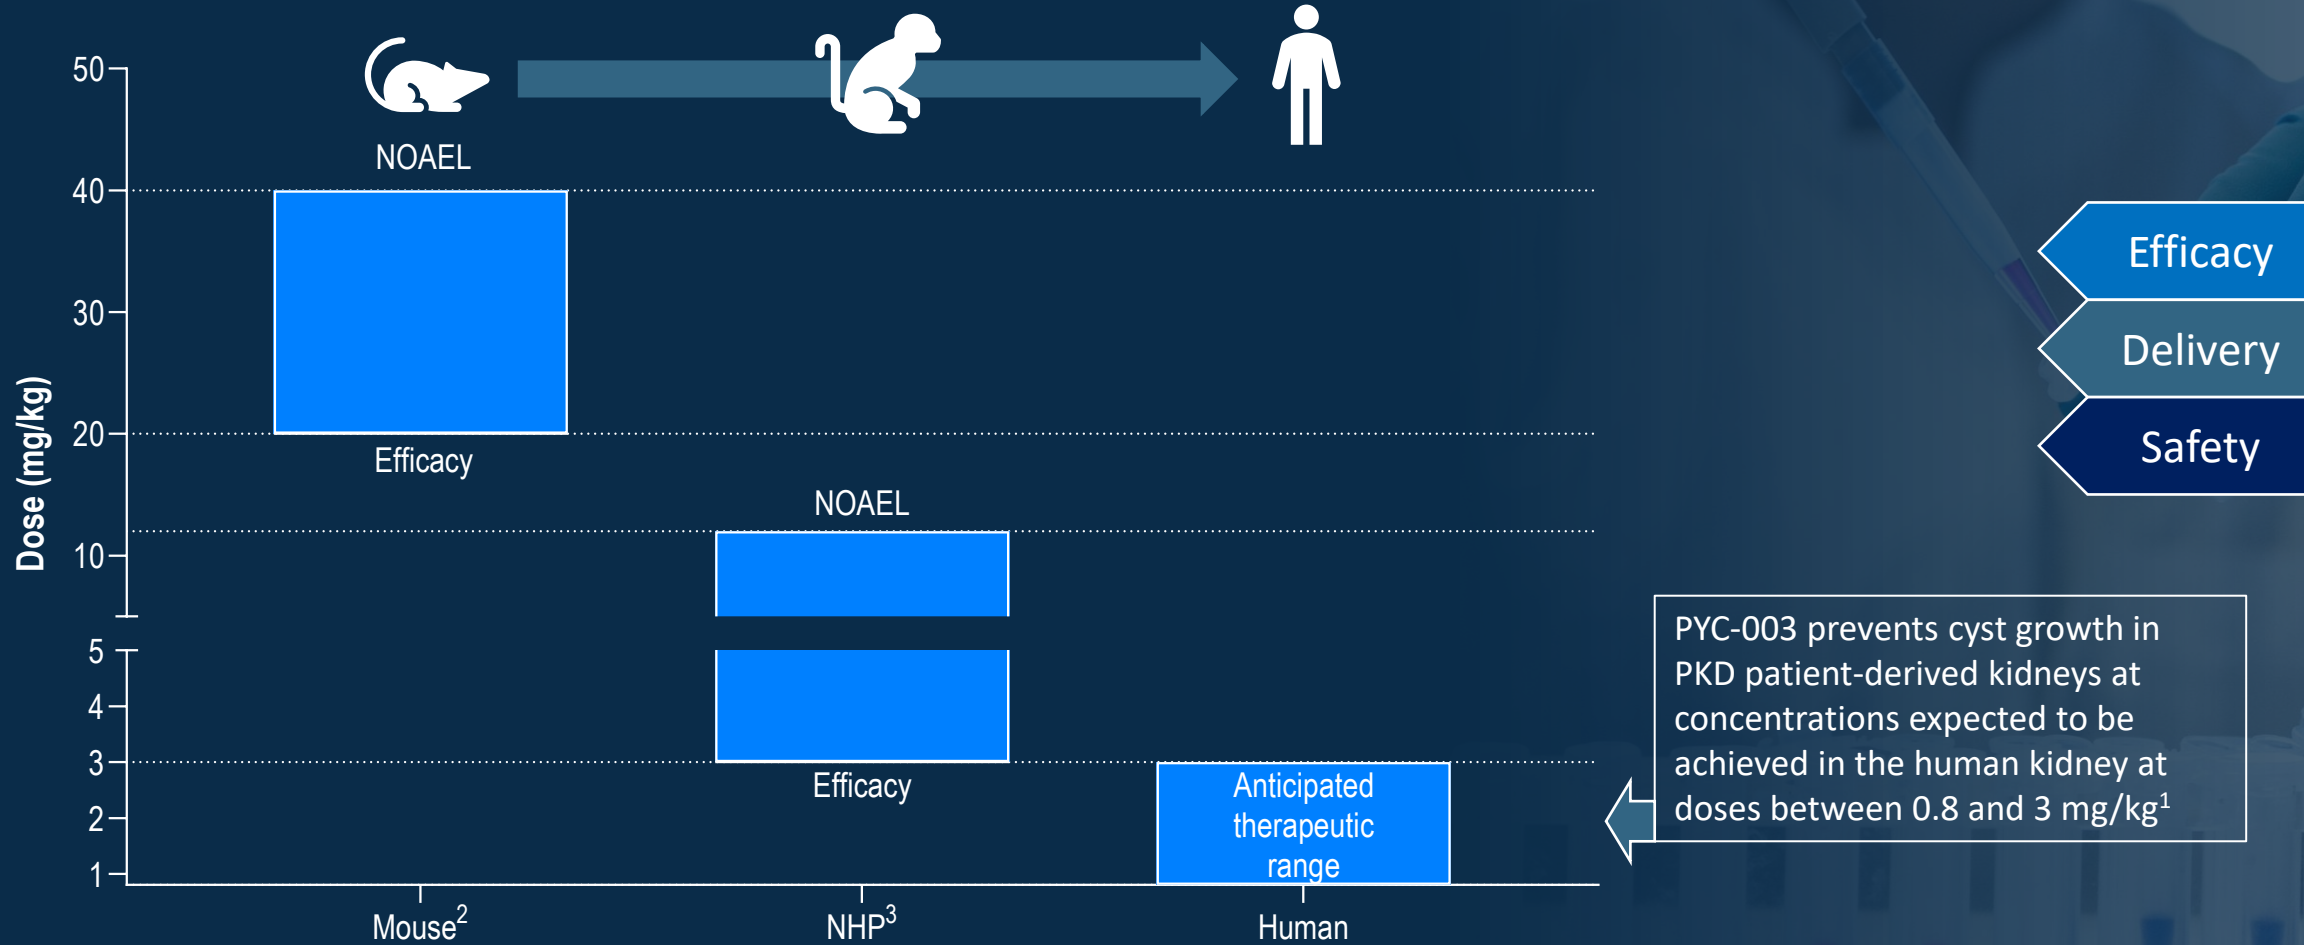 50
40
30
20
10
5
4
3
2
1
Dose (mg/kg)
NOAEL
Efficacy
NOAEL
Efficacy
Anticipated
therapeutic
range
Mouse²
NHP³
Human
Efficacy
Delivery
Safety
PYC-003 prevents cyst growth in
PKD patient-derived kidneys at
concentrations expected to be
achieved in the human kidney at
doses between 0.8 and 3 mg/kg¹